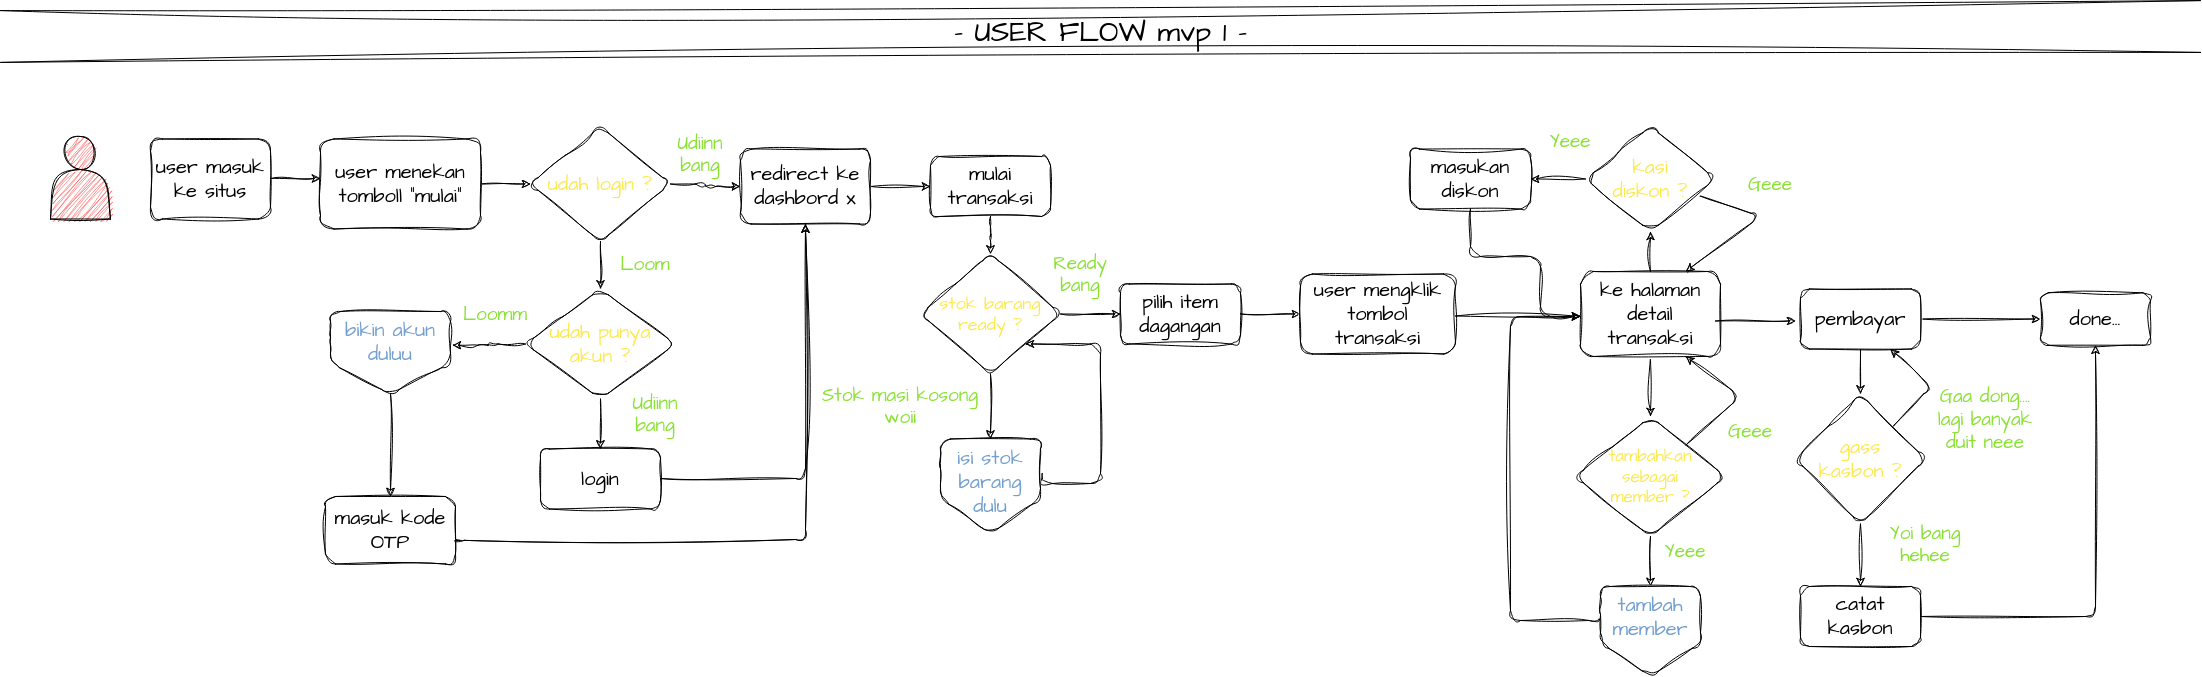 - USER FLOW mvp 1 -
user masuk
ke situs
user menekan
tomboll "mulai"
udah login ?
Udiinn
bang
redirect ke
dashbord x
mulai
transaksi
Loom
udah punya
akun ?
Loomm
bikin akun
duluu
Udiinn
bang
login
masuk kode
OTP
stok barang
ready ?
Ready
bang
Stok masi kosong
woii
isi stok
barang
dulu
pilih item
dagangan
user mengklik
tombol
transaksi
masukan
diskon
Yeee
kasi
diskon ?
Geee
ke halaman
detail
transaksi
tambahkan
sebagai
member ?
Geee
Yeee
tambah
member
pembayar
done...
gass
kasbon ?
Gaa dong....
lagi banyak
duit neee
Yoi bang
hehee
catat
kasbon